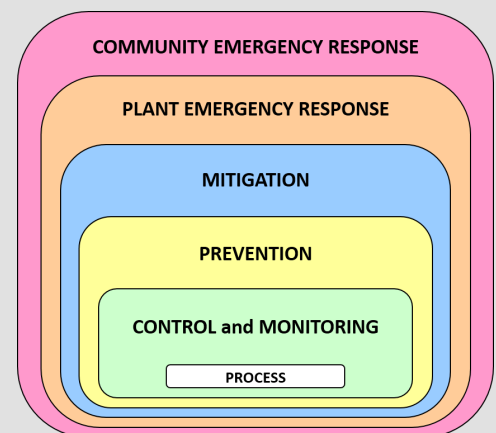 COMMUNITY EMERGENCY RESPONSE
PLANT EMERGENCY RESPONSE
MITIGATION
PREVENTION
CONTROL and MONITORING
PROCESS